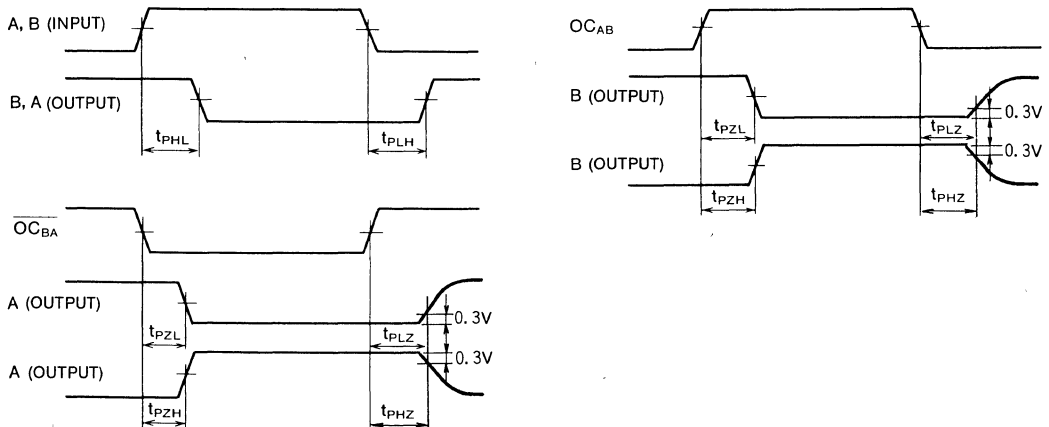 A, B (INPUT)
B, A (OUTPUT)
tPHL
tPLH
OCBA
A (OUTPUT)
tPZL
tPLZ
0.3V
0.3V
A (OUTPUT)
tPZH
tPHZ
OCAB
B (OUTPUT)
0.3V
tPZL
tPLZ
0.3V
B (OUTPUT)
tPZH
tPHZ